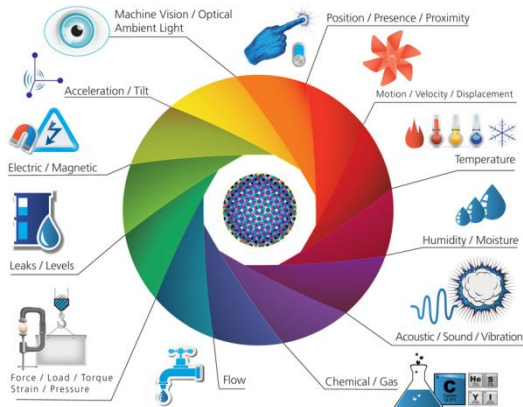 Machine Vision / Optical
Ambient Light
Position / Presence / Proximity
Acceleration / Tilt
Motion / Velocity / Displacement
Electric / Magnetic
Temperature
Leaks / Levels
Humidity / Moisture
Acoustic / Sound / Vibration
Force / Load / Torque
Strain / Pressure
Flow
Chemical / Gas
C
He
S
Y
I